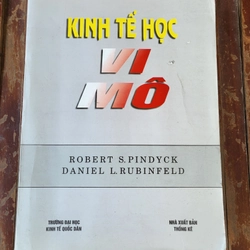 KINH TẾ HỌC
VI
MÔ
ROBERT S.PINDYCK
DANIEL L.RUBINFELD
TRƯỜNG ĐẠI HỌC
KINH TẾ QUỐC DÂN
NHÀ XUẤT BẢN
THỐNG KÊ